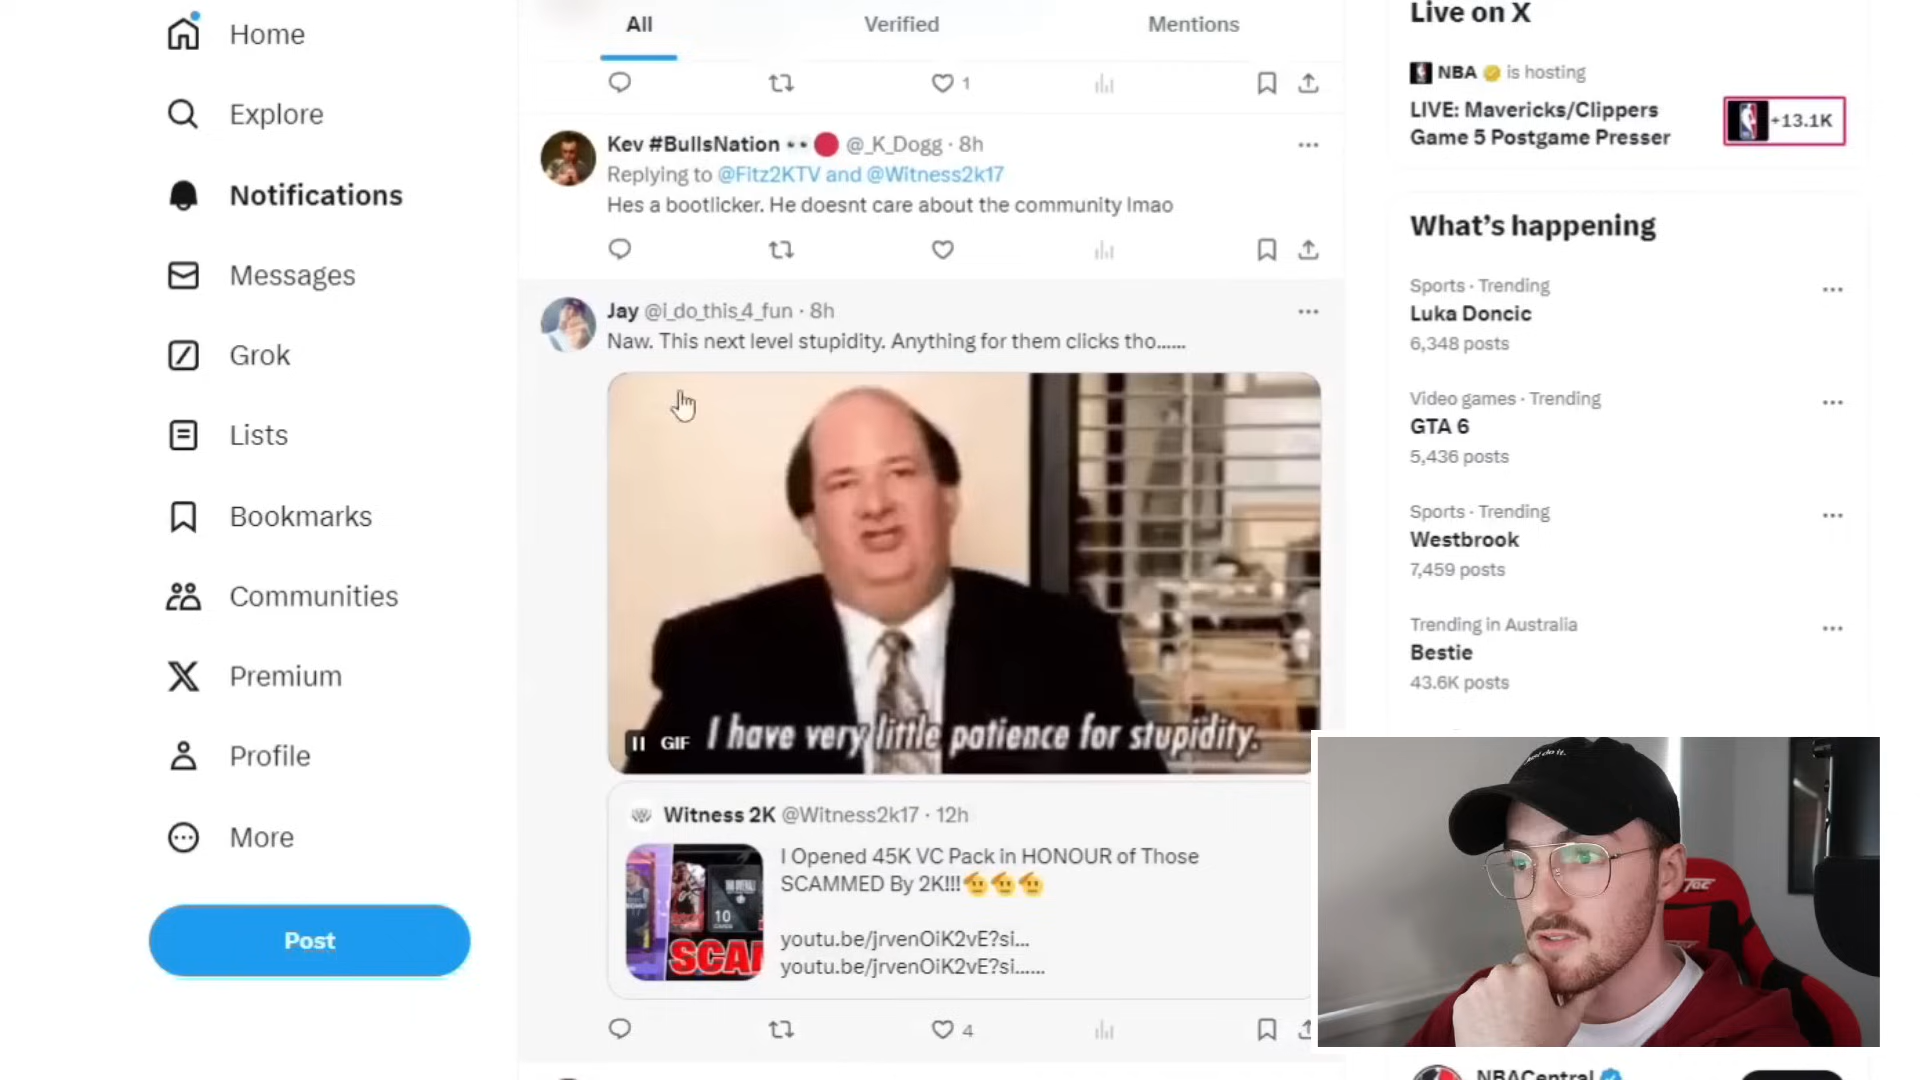 Home
Explore
Notifications
Messages
Grok
Lists
Bookmarks
Communities
Premium
Profile
More
Post
All
Verified
Mentions
1
Kev #BullsNation 👀🔴 @_K_Dogg · 8h
Replying to @Fitz2KTV and @Witness2k17
Hes a bootlicker. He doesnt care about the community lmao
Jay @i_do_this_4_fun · 8h
Naw. This next level stupidity. Anything for them clicks tho......
GIF
I have very little patience for stupidity.
Witness 2K @Witness2k17 · 12h
I Opened 45K VC Pack in HONOUR of Those
SCAMMED By 2K!!!🫡🫡🫡
youtu.be/jrvenOiK2vE?si...
youtu.be/jrvenOiK2vE?si......
10
SCAM
4
Live on X
NBA is hosting
LIVE: Mavericks/Clippers
Game 5 Postgame Presser
+13.1K
What's happening
Sports · Trending
Luka Doncic
6,348 posts
Video games · Trending
GTA 6
5,436 posts
Sports · Trending
Westbrook
7,459 posts
Trending in Australia
Bestie
43.6K posts
do it.
NBACentral